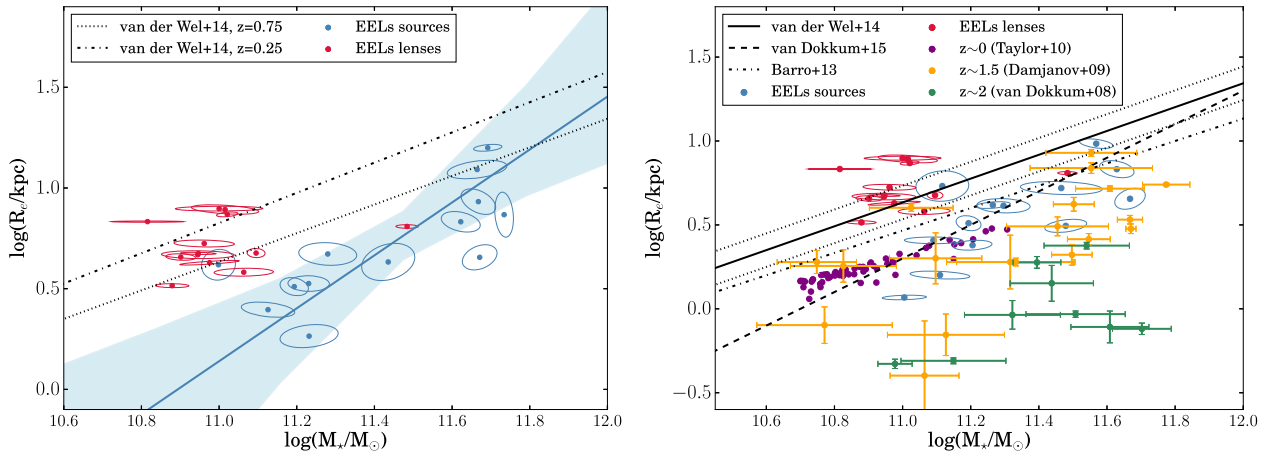 van der Wel+14, z=0.75
van der Wel+14, z=0.25
EELs sources
EELs lenses
log(Rₑ/kpc)
1.5
1.0
0.5
0.0
10.6 10.8 11.0 11.2 11.4 11.6 11.8 12.0
log(M⋆/M⊙)
van der Wel+14
van Dokkum+15
Barro+13
EELs sources
EELs lenses
z~0 (Taylor+10)
z~1.5 (Damjanov+09)
z~2 (van Dokkum+08)
log(Rₑ/kpc)
1.5
1.0
0.5
0.0
−0.5
10.6 10.8 11.0 11.2 11.4 11.6 11.8 12.0
log(M⋆/M⊙)